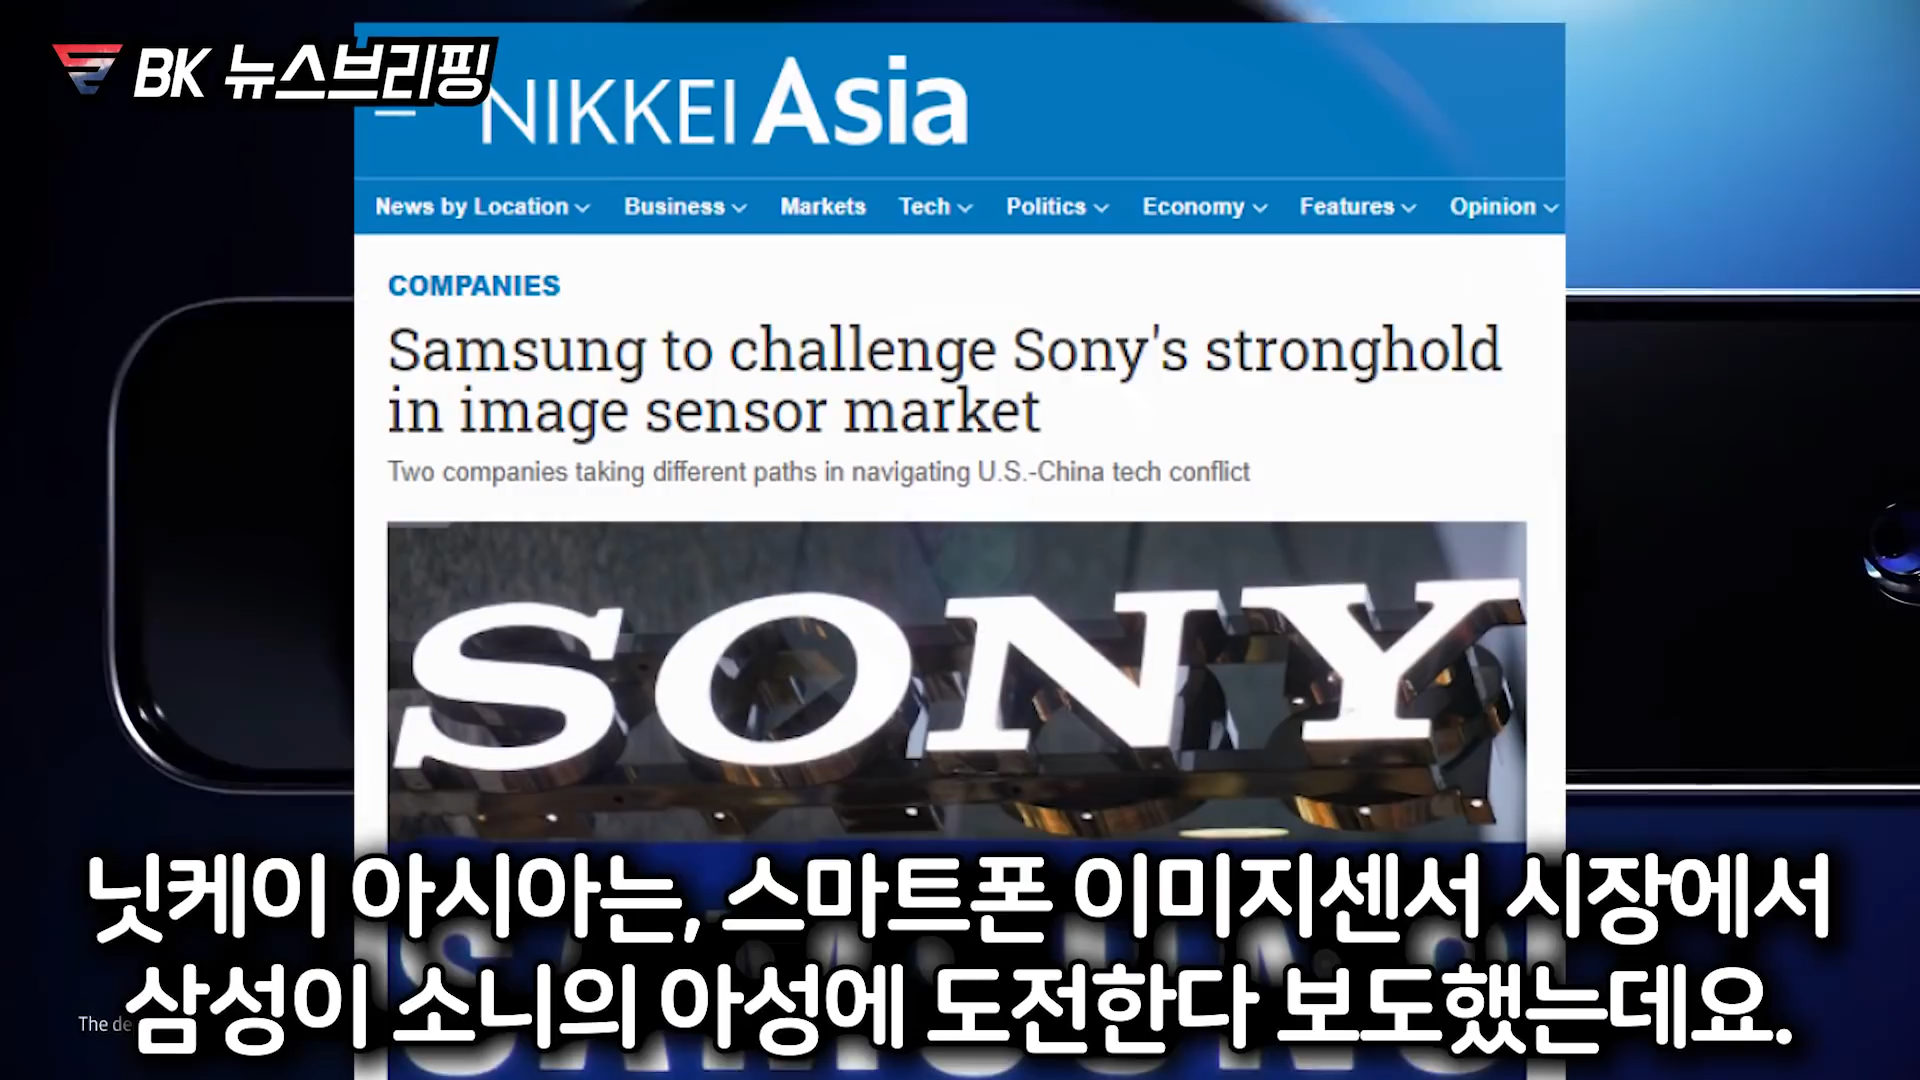 BK 뉴스브리핑
NIKKEI Asia
News by Location Business Markets Tech Politics Economy Features Opinion
COMPANIES
Samsung to challenge Sony's stronghold
in image sensor market
Two companies taking different paths in navigating U.S.-China tech conflict
SONY
SAMSUNG
닛케이 아시아는, 스마트폰 이미지센서 시장에서
삼성이 소니의 아성에 도전한다 보도했는데요.
The